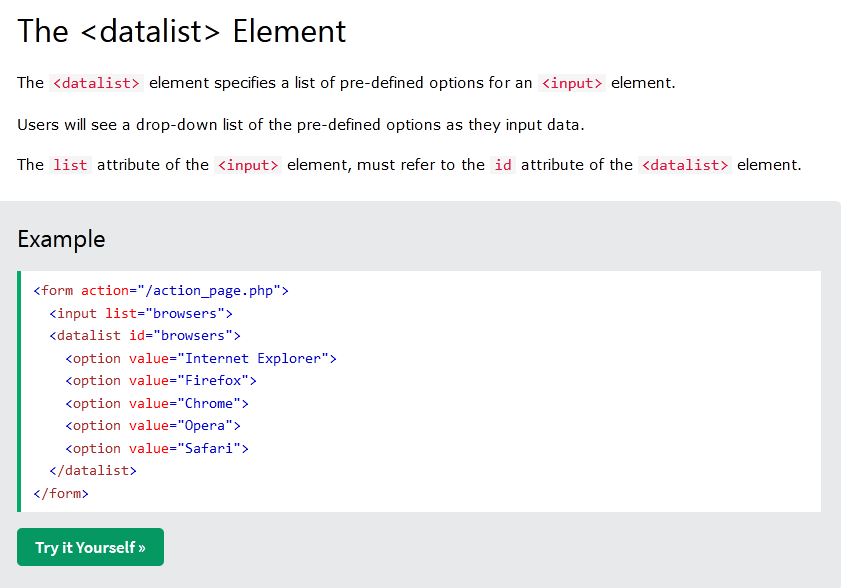 The <datalist> Element
The <datalist> element specifies a list of pre-defined options for an <input> element.
Users will see a drop-down list of the pre-defined options as they input data.
The list attribute of the <input> element, must refer to the id attribute of the <datalist> element.
Example
<form action="/action_page.php">
  <input list="browsers">
  <datalist id="browsers">
    <option value="Internet Explorer">
    <option value="Firefox">
    <option value="Chrome">
    <option value="Opera">
    <option value="Safari">
  </datalist>
</form>
Try it Yourself »